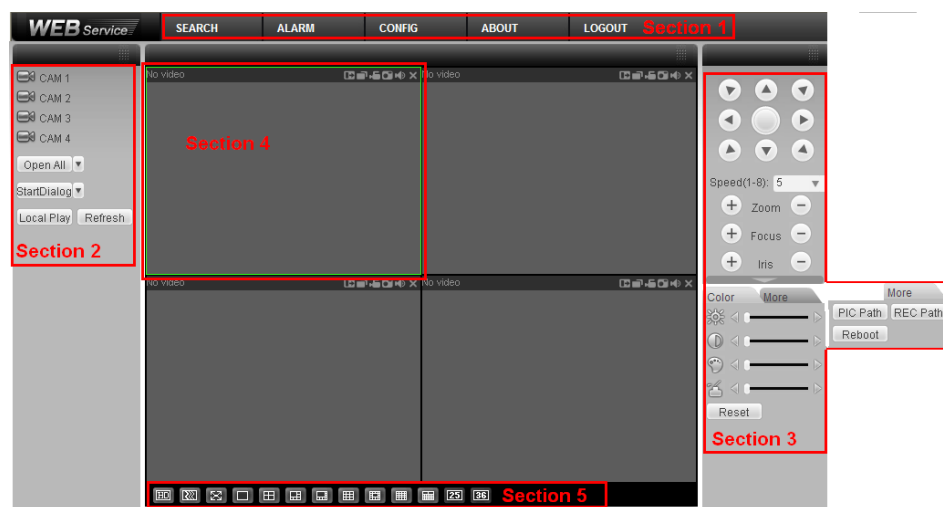 WEB Service
SEARCH ALARM CONFIG ABOUT LOGOUT Section 1
CAM 1
CAM 2
CAM 3
CAM 4
Open All
StartDialog
Local Play Refresh
Section 2
No video
No video
Section 4
No video
No video
Speed(1-8): 5
Zoom
Focus
Iris
Color More
More
PIC Path REC Path
Reboot
Reset
Section 3
HD 25 36 Section 5